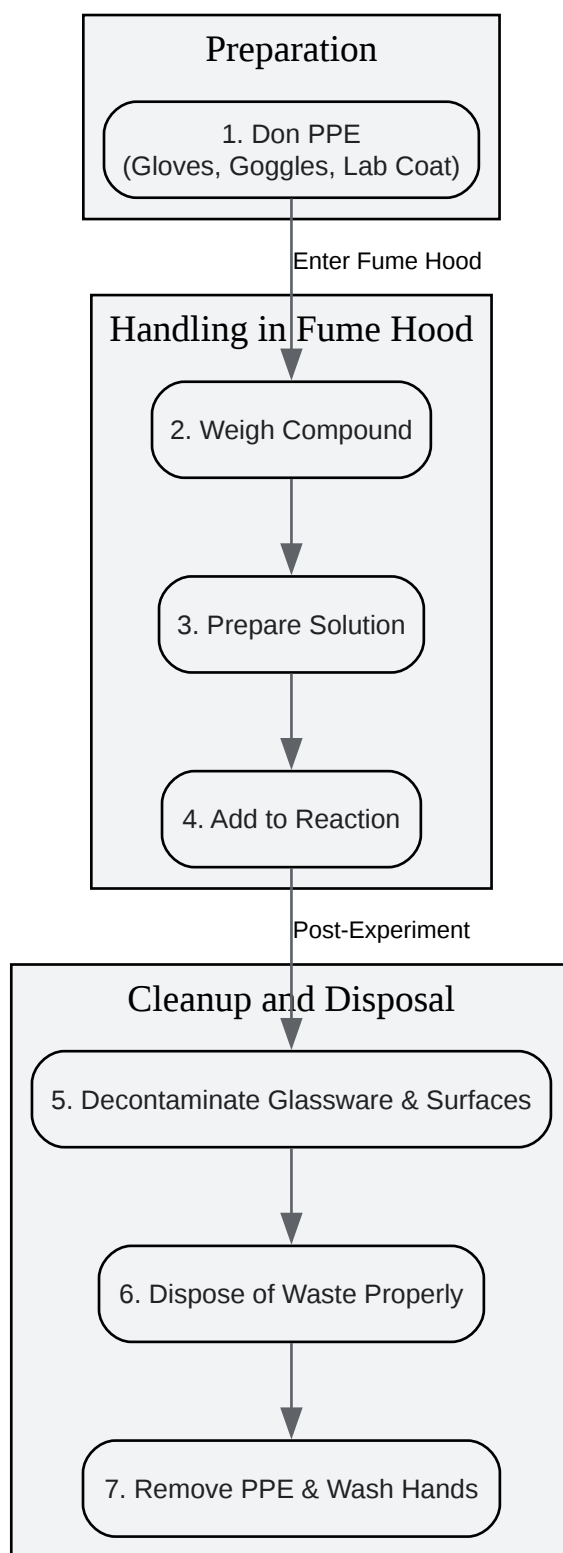 Preparation
1. Don PPE
(Gloves, Goggles, Lab Coat)
Enter Fume Hood
Handling in Fume Hood
2. Weigh Compound
3. Prepare Solution
4. Add to Reaction
Post-Experiment
Cleanup and Disposal
5. Decontaminate Glassware & Surfaces
6. Dispose of Waste Properly
7. Remove PPE & Wash Hands